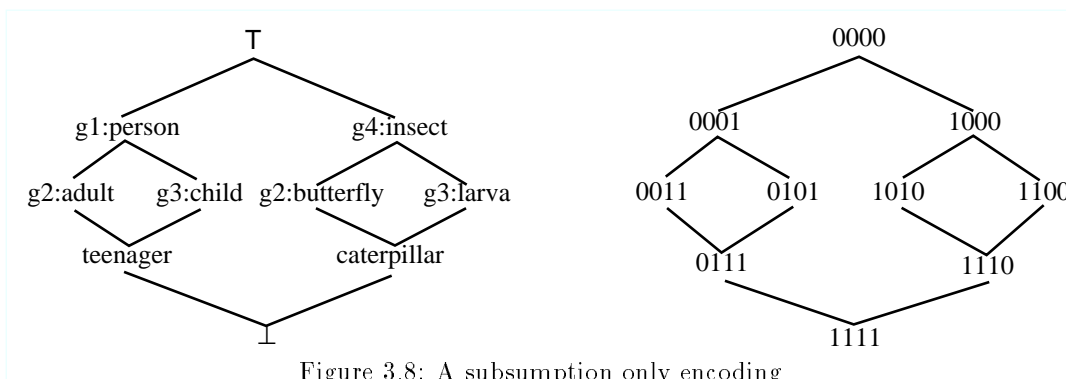 T 0000
g1:person g4:insect 0001 1000
g2:adult g3:child g2:butterfly g3:larva 0011 0101 1010 1100
teenager caterpillar 0111 1110
⊥ 1111
Figure 3.8: A subsumption only encoding